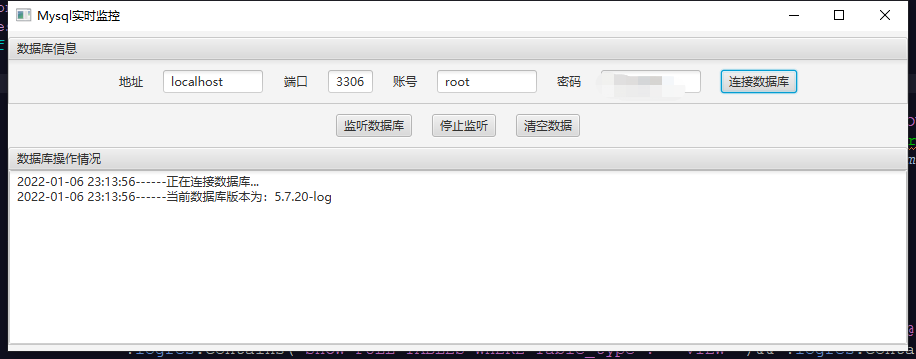 Mysql实时监控
数据库信息
地址 localhost 端口 3306 账号 root 密码 连接数据库
监听数据库 停止监听 清空数据
数据库操作情况
2022-01-06 23:13:56------正在连接数据库...
2022-01-06 23:13:56------当前数据库版本为：5.7.20-log